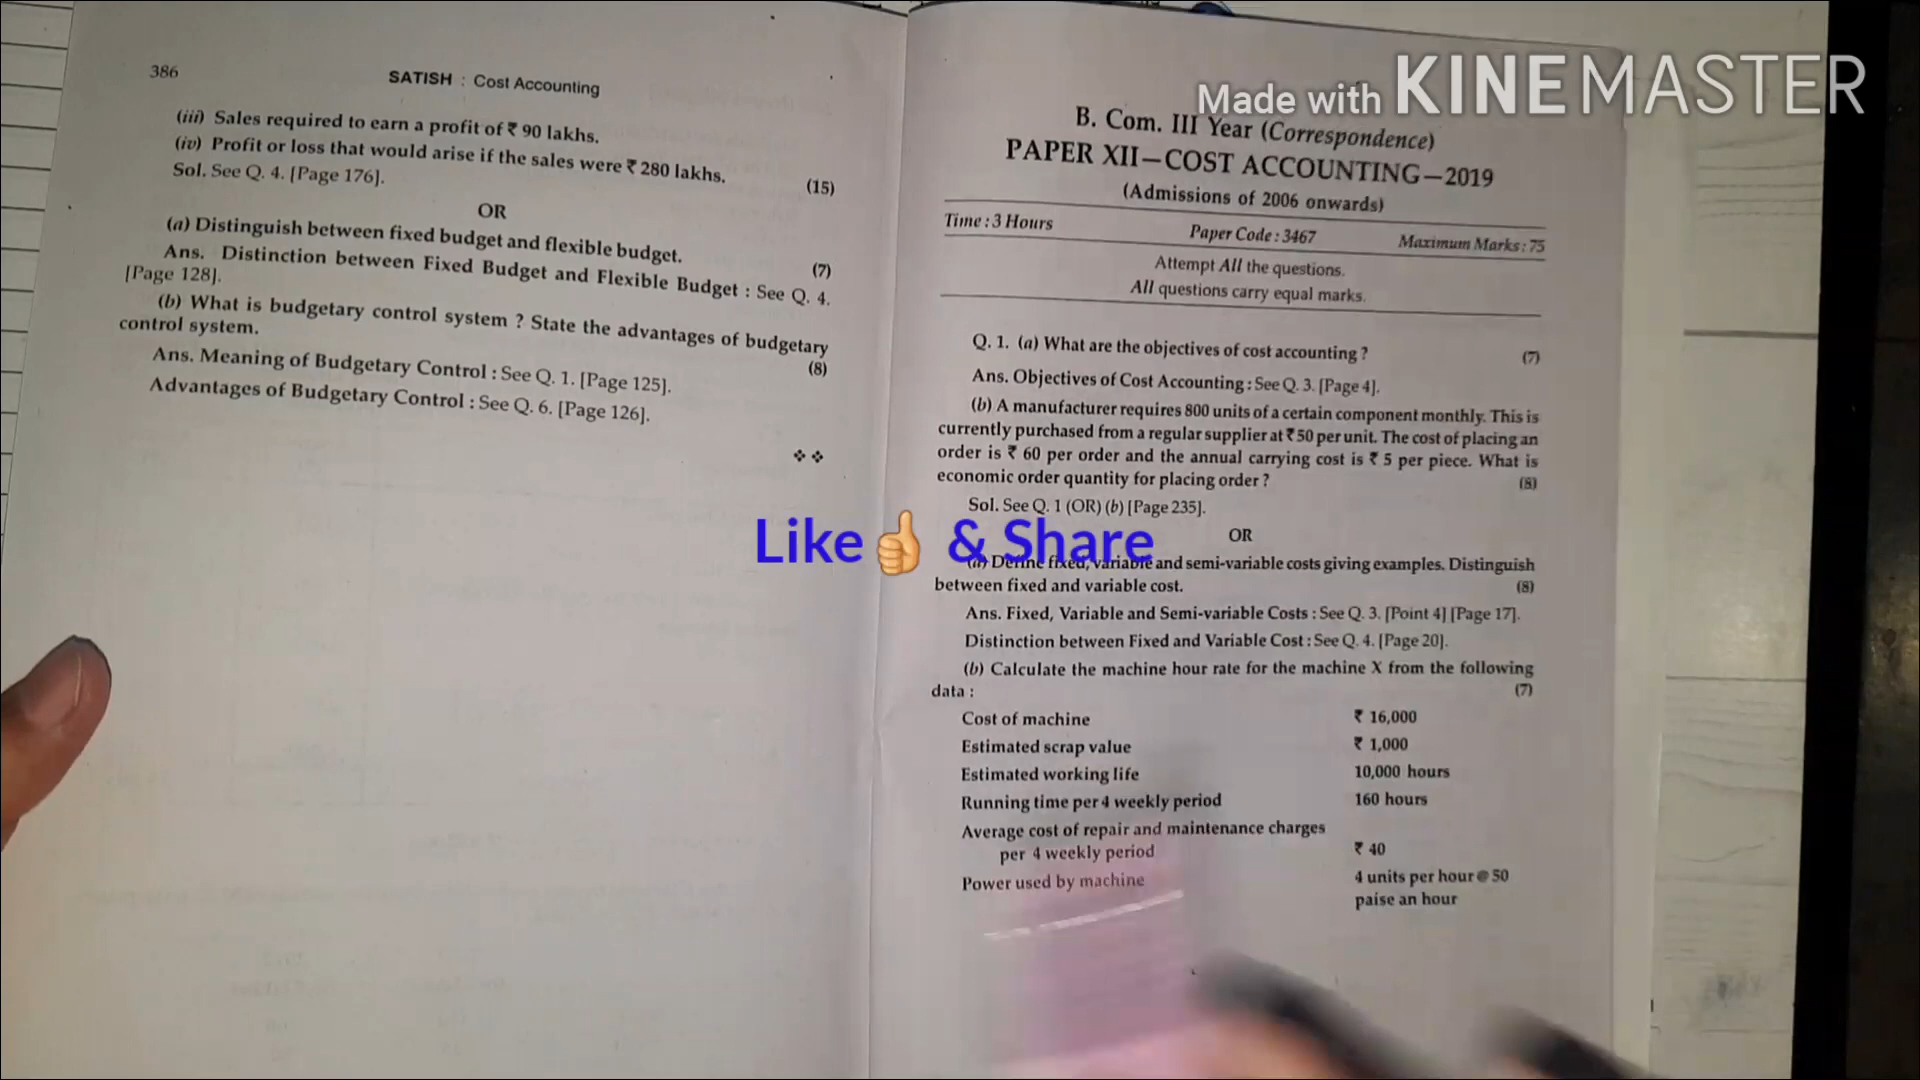 386
SATISH : Cost Accounting
(iii) Sales required to earn a profit of ₹ 90 lakhs.
(iv) Profit or loss that would arise if the sales were ₹ 280 lakhs.
(15)
Sol. See Q. 4. [Page 176].
OR
(a) Distinguish between fixed budget and flexible budget.
(7)
Ans. Distinction between Fixed Budget and Flexible Budget : See Q. 4.
[Page 128].
(b) What is budgetary control system ? State the advantages of budgetary
control system.
(8)
Ans. Meaning of Budgetary Control : See Q. 1. [Page 125].
Advantages of Budgetary Control : See Q. 6. [Page 126].
Made with KINEMASTER
B. Com. III Year (Correspondence)
PAPER XII—COST ACCOUNTING—2019
(Admissions of 2006 onwards)
Time : 3 Hours Paper Code : 3467 Maximum Marks : 75
Attempt All the questions.
All questions carry equal marks.
Q. 1. (a) What are the objectives of cost accounting ? (7)
Ans. Objectives of Cost Accounting : See Q. 3. [Page 4].
(b) A manufacturer requires 800 units of a certain component monthly. This is
currently purchased from a regular supplier at ₹ 50 per unit. The cost of placing an
order is ₹ 60 per order and the annual carrying cost is ₹ 5 per piece. What is
economic order quantity for placing order ? (8)
Sol. See Q. 1 (OR) (b) [Page 235].
OR
Like👍 & Share
(a) Define fixed, variable and semi-variable costs giving examples. Distinguish
between fixed and variable cost. (8)
Ans. Fixed, Variable and Semi-variable Costs : See Q. 3. [Point 4] [Page 17].
Distinction between Fixed and Variable Cost : See Q. 4. [Page 20].
(b) Calculate the machine hour rate for the machine X from the following
data : (7)
Cost of machine ₹ 16,000
Estimated scrap value ₹ 1,000
Estimated working life 10,000 hours
Running time per 4 weekly period 160 hours
Average cost of repair and maintenance charges
per 4 weekly period ₹ 40
Power used by machine 4 units per hour @ 50
paise an hour